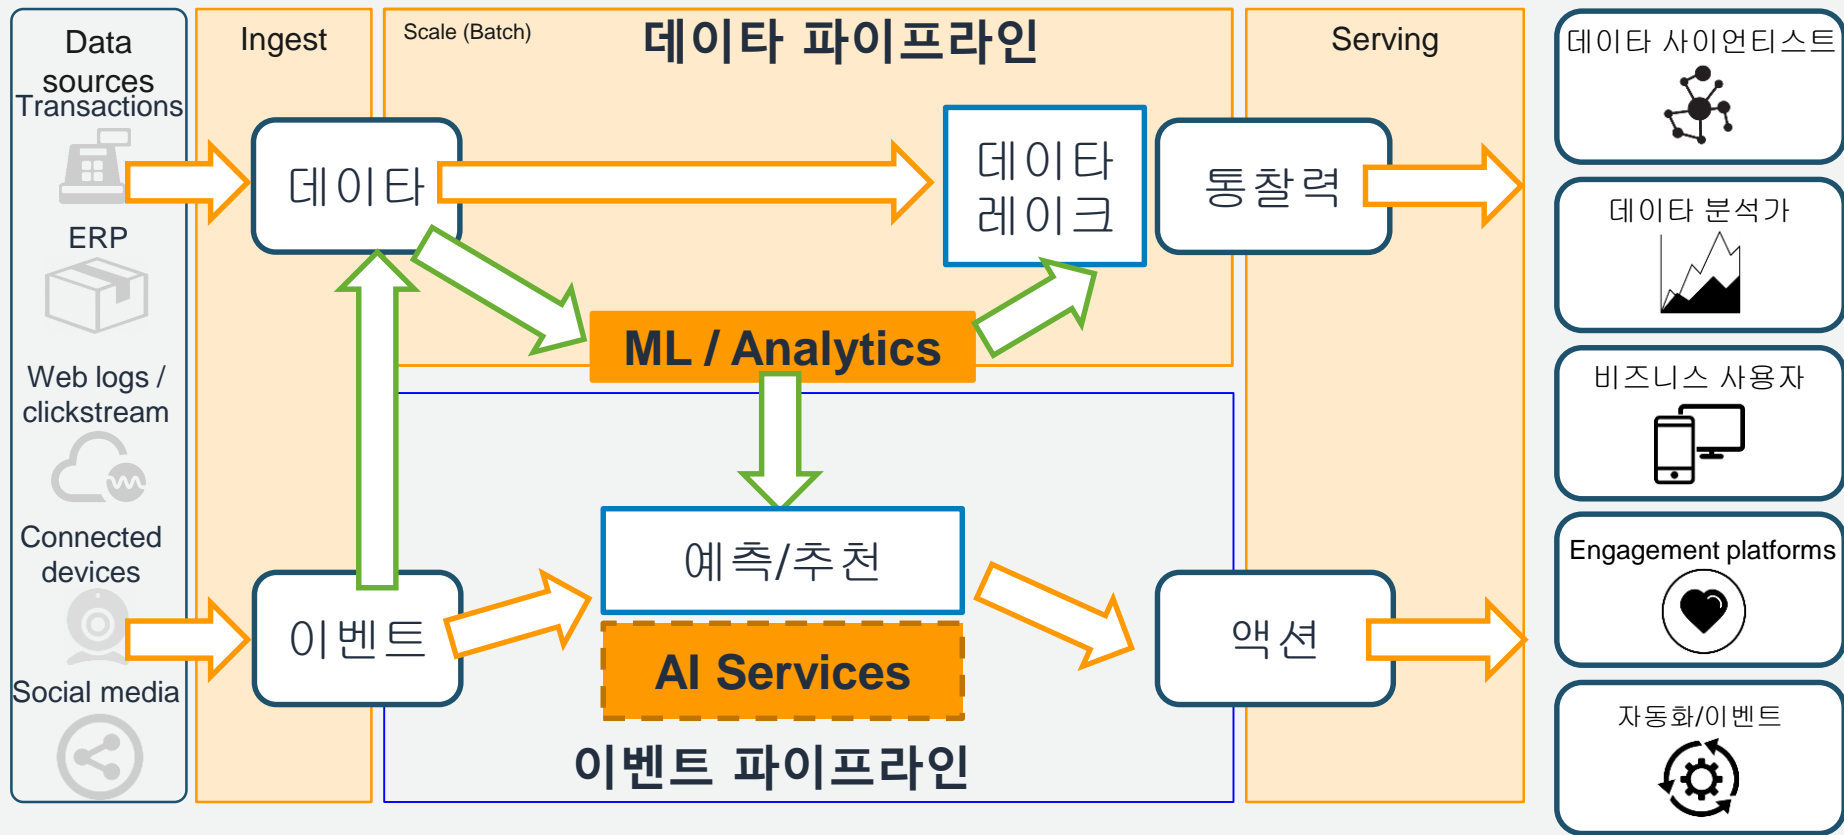 Data
sources
Transactions
ERP
Web logs /
clickstream
Connected
devices
Social media
Ingest
Scale (Batch)
데이타 파이프라인
Serving
데이타
데이타
레이크
통찰력
ML / Analytics
예측/추천
이벤트
AI Services
액션
이벤트 파이프라인
데이타 사이언티스트
데이타 분석가
비즈니스 사용자
Engagement platforms
자동화/이벤트